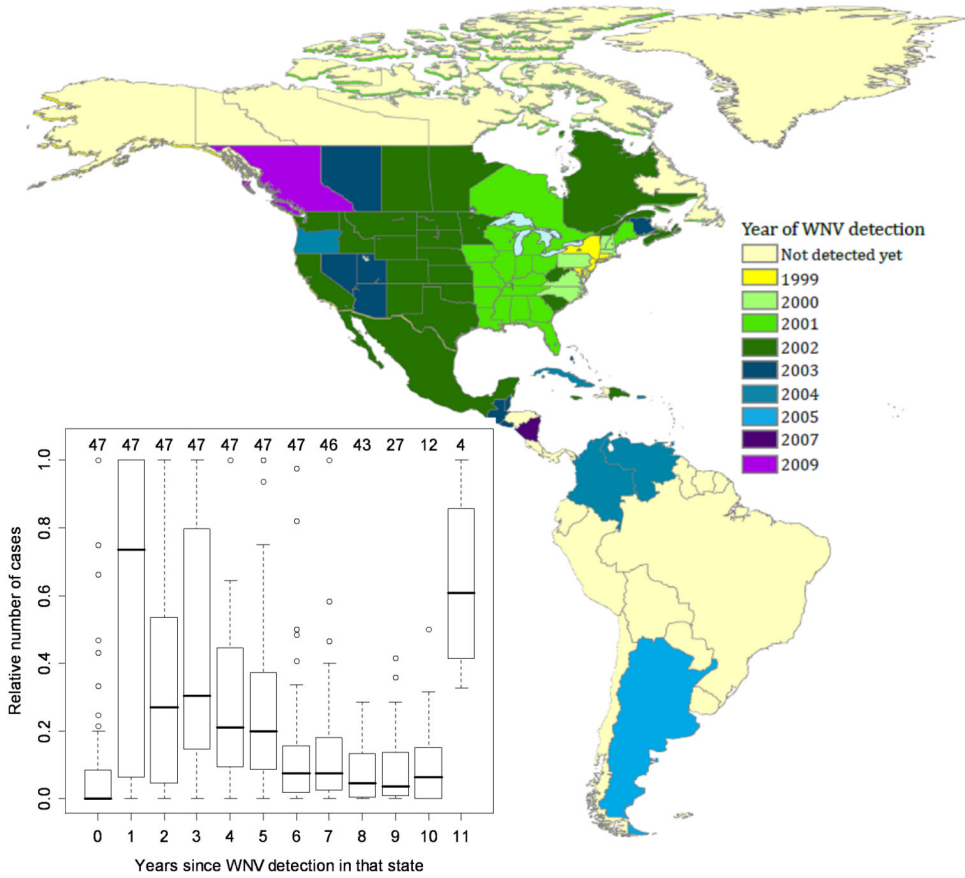 Year of WNV detection
Not detected yet
1999
2000
2001
2002
2003
2004
2005
2007
2009
47 47 47 47 47 47 47 46 43 27 12 4
1.0
0.8
0.6
0.4
0.2
0.0
Relative number of cases
0 1 2 3 4 5 6 7 8 9 10 11
Years since WNV detection in that state